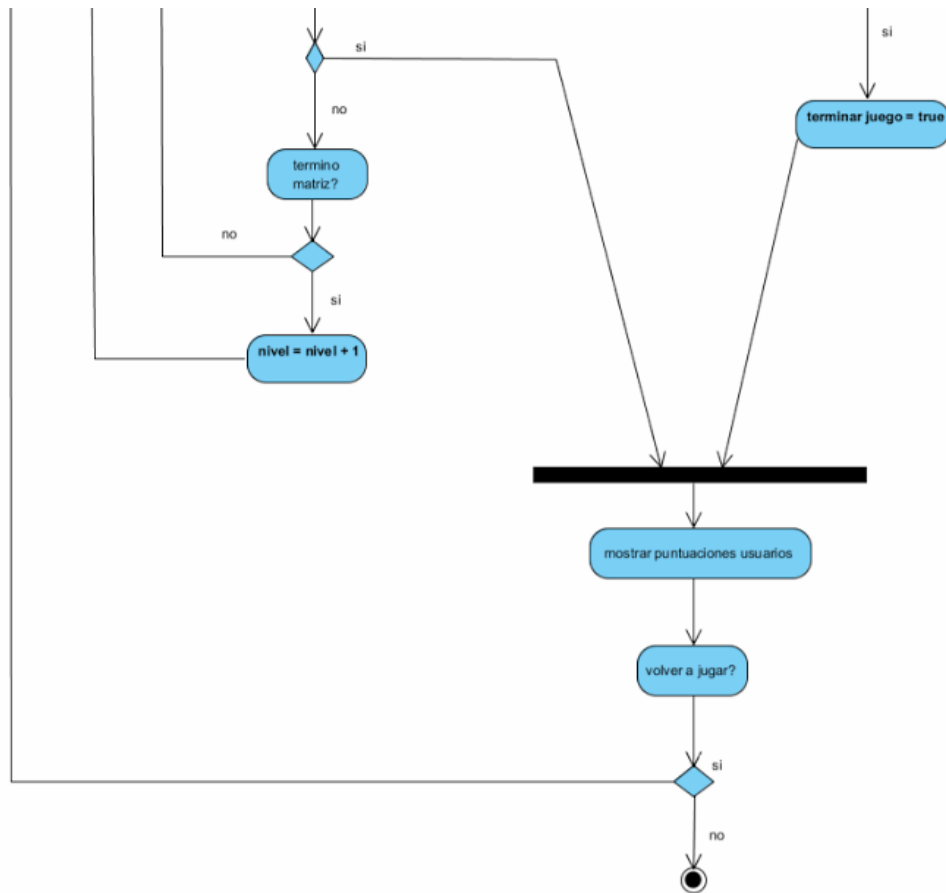 si
si
no
terminar juego = true
termino
matriz?
no
si
nivel = nivel + 1
mostrar puntuaciones usuarios
volver a jugar?
si
no